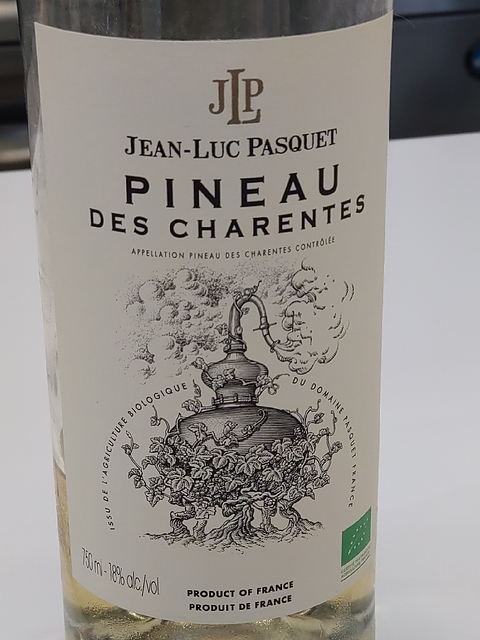 JLP
JEAN-LUC PASQUET
PINEAU
DES CHARENTES
APPELLATION PINEAU DES CHARENTES CONTRÔLÉE
ISSU DE L'AGRICULTURE BIOLOGIQUE
DU DOMAINE PASQUET FRANCE
750 ml - 18% alc./vol
PRODUCT OF FRANCE
PRODUIT DE FRANCE